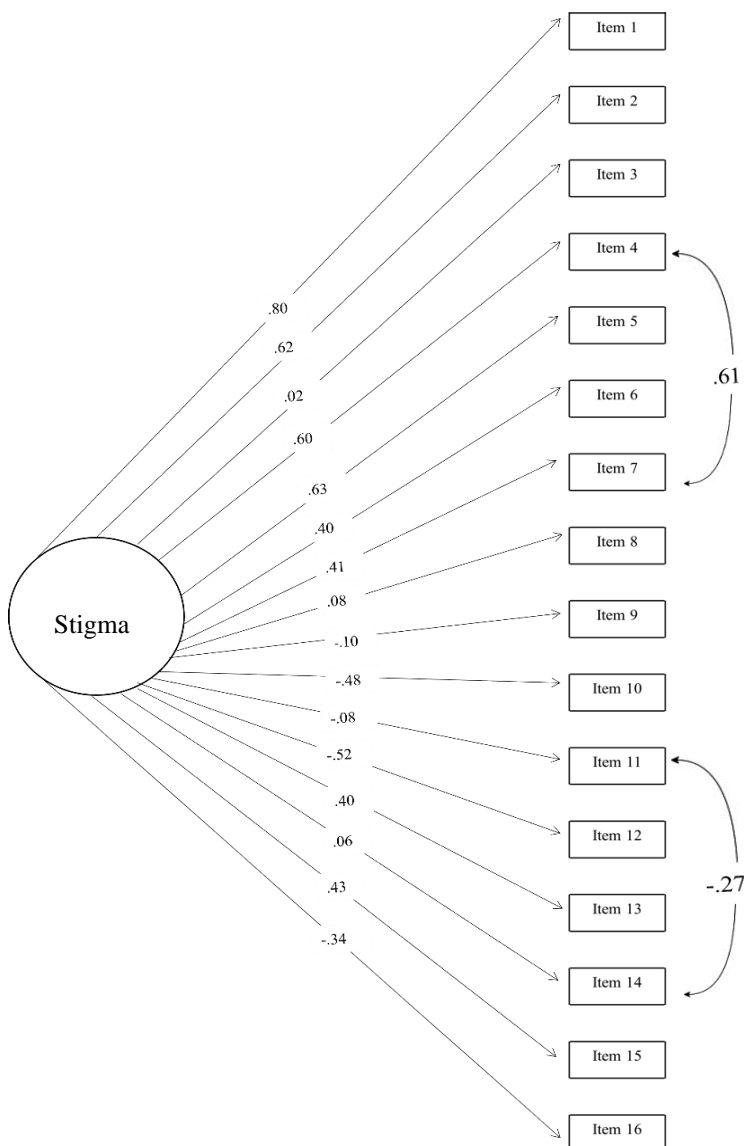 Item 1
Item 2
Item 3
Item 4
Item 5
Item 6
Item 7
Item 8
Item 9
Item 10
Item 11
Item 12
Item 13
Item 14
Item 15
Item 16
.80
.62
.02
.60
.63
.40
.41
.08
-.10
-.48
-.08
-.52
.40
.06
.43
-.34
Stigma
.61
-.27